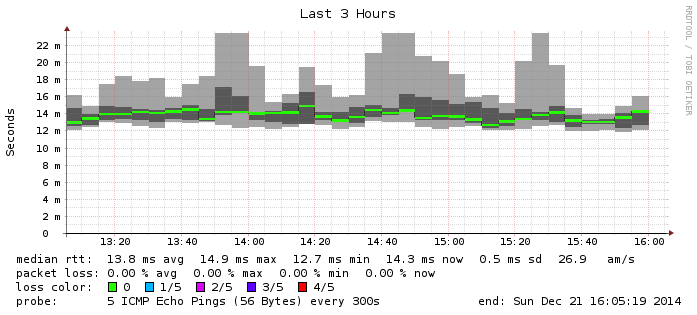 Last 3 Hours
RRDTOOL / TOBI OETIKER
Seconds
22 m
20 m
18 m
16 m
14 m
12 m
10 m
8 m
6 m
4 m
2 m
0
13:20 13:40 14:00 14:20 14:40 15:00 15:20 15:40 16:00
median rtt: 13.8 ms avg 14.9 ms max 12.7 ms min 14.3 ms now 0.5 ms sd 26.9 am/s
packet loss: 0.00 % avg 0.00 % max 0.00 % min 0.00 % now
loss color: 0 1/5 2/5 3/5 4/5
probe: 5 ICMP Echo Pings (56 Bytes) every 300s end: Sun Dec 21 16:05:19 2014